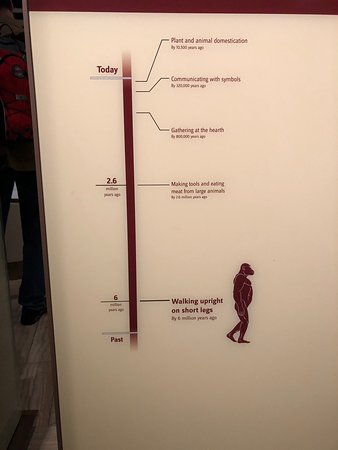 Plant and animal domestication
By 10,500 years ago
Today
Communicating with symbols
By 320,000 years ago
Gathering at the hearth
By 800,000 years ago
2.6
million
years ago
Making tools and eating
meat from large animals
By 2.6 million years ago
6
million
years ago
Walking upright
on short legs
By 6 million years ago
Past